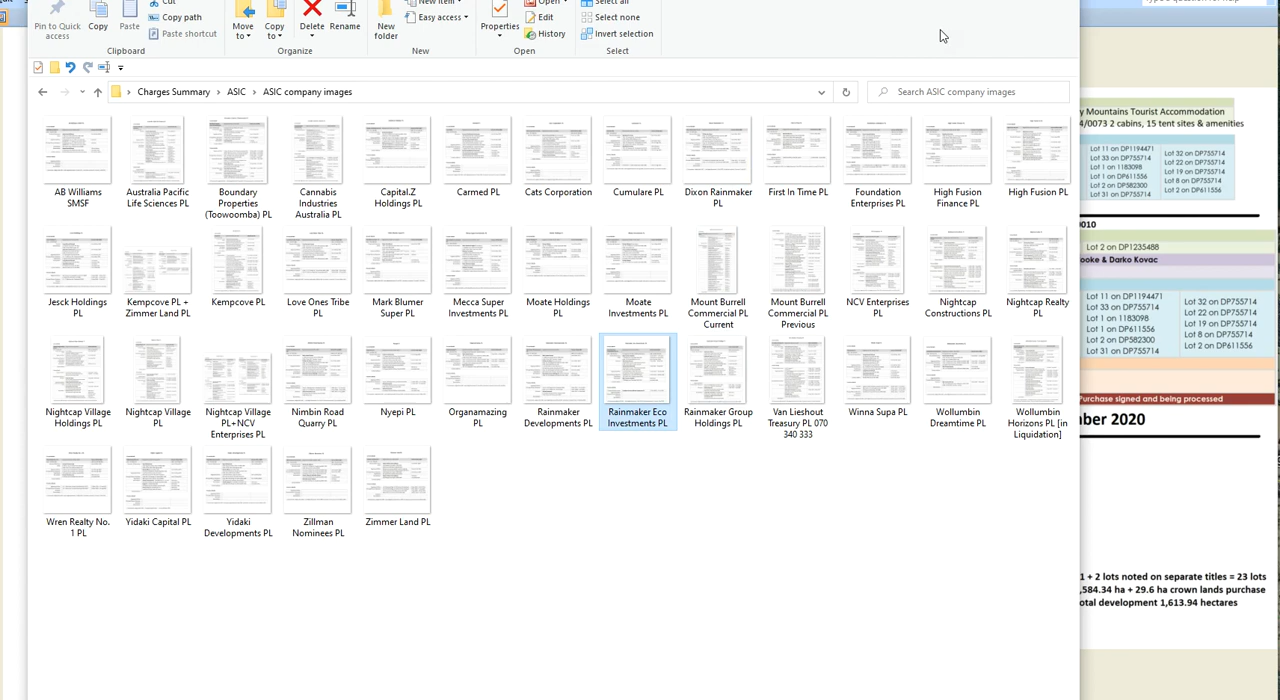 Cut
Copy path
Paste shortcut
Pin to Quick access
Copy
Paste
Clipboard
Move to
Copy to
Delete
Rename
Organize
New item
Easy access
New folder
New
Properties
Open
Edit
History
Open
Select all
Select none
Invert selection
Select
Charges Summary › ASIC › ASIC company images
Search ASIC company images
AB Williams SMSF
Australia Pacific Life Sciences PL
Boundary Properties (Toowoomba) PL
Cannabis Industries Australia PL
Capital.Z Holdings PL
Carmed PL
Cats Corporation
Cumulare PL
Dixon Rainmaker PL
First In Time PL
Foundation Enterprises PL
High Fusion Finance PL
High Fusion PL
Jesck Holdings PL
Kempcove PL + Zimmer Land PL
Kempcove PL
Love Ones Tribe PL
Mark Blumer Super PL
Mecca Super Investments PL
Moate Holdings PL
Moate Investments PL
Mount Burrell Commercial PL Current
Mount Burrell Commercial PL Previous
NCV Enterprises PL
Nightcap Constructions PL
Nightcap Realty PL
Nightcap Village Holdings PL
Nightcap Village PL
Nightcap Village PL+NCV Enterprises PL
Nimbin Road Quarry PL
Nyepi PL
Organamazing PL
Rainmaker Developments PL
Rainmaker Eco Investments PL
Rainmaker Group Holdings PL
Van Lieshout Treasury PL 070 340 333
Winna Supa PL
Wollumbin Dreamtime PL
Wollumbin Horizons PL [in Liquidation]
Wren Realty No. 1 PL
Yidaki Capital PL
Yidaki Developments PL
Zillman Nominees PL
Zimmer Land PL
y Mountains Tourist Accommodation
4/0073 2 cabins, 15 tent sites & amenities
Lot 11 on DP1194471
Lot 33 on DP755714
Lot 1 on 1183098
Lot 1 on DP611556
Lot 2 on DP582300
Lot 31 on DP755714
Lot 32 on DP755714
Lot 22 on DP755714
Lot 19 on DP755714
Lot 8 on DP755714
Lot 2 on DP611556
010
Lot 2 on DP1235488
ooke & Darko Kovac
Lot 11 on DP1194471
Lot 33 on DP755714
Lot 1 on 1183098
Lot 1 on DP611556
Lot 2 on DP582300
Lot 31 on DP755714
Lot 32 on DP755714
Lot 22 on DP755714
Lot 19 on DP755714
Lot 8 on DP755714
Lot 2 on DP611556
Purchase signed and being processed
ber 2020
1 + 2 lots noted on separate titles = 23 lots
,584.34 ha + 29.6 ha crown lands purchase
otal development 1,613.94 hectares